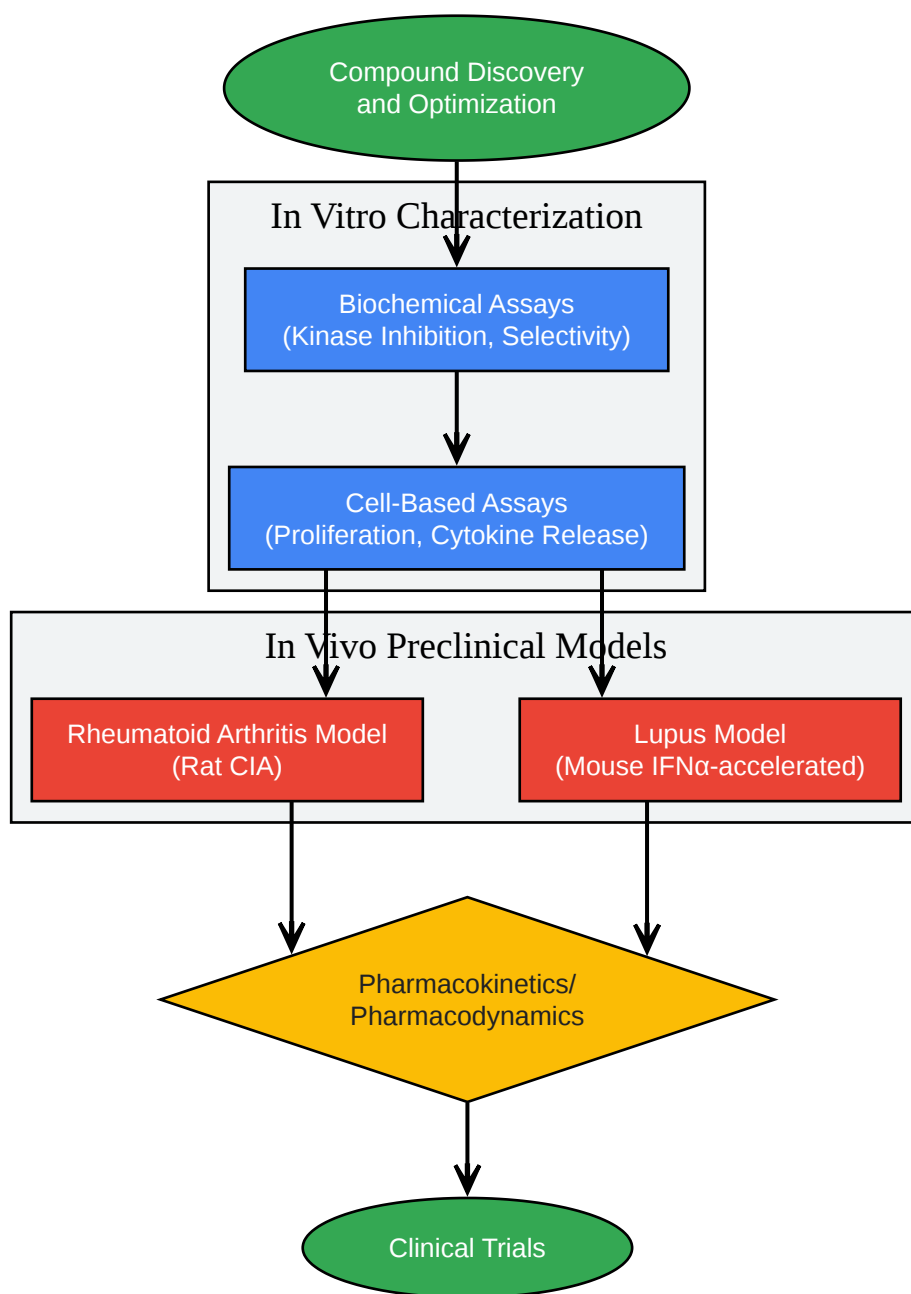 Compound Discovery
and Optimization
In Vitro Characterization
Biochemical Assays
(Kinase Inhibition, Selectivity)
Cell-Based Assays
(Proliferation, Cytokine Release)
In Vivo Preclinical Models
Rheumatoid Arthritis Model
(Rat CIA)
Lupus Model
(Mouse IFNα-accelerated)
Pharmacokinetics/
Pharmacodynamics
Clinical Trials